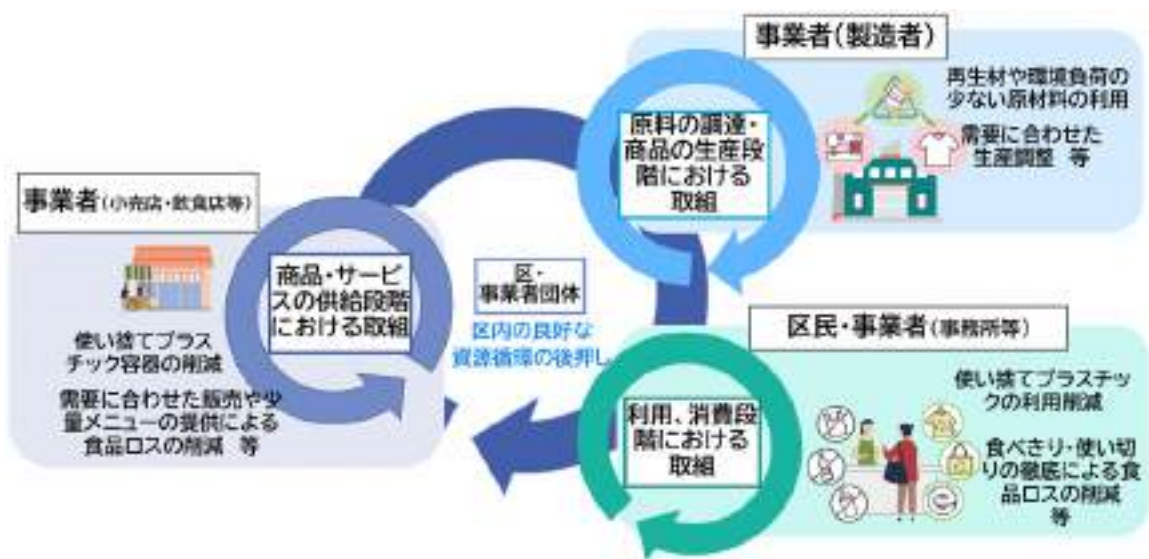 事業者(製造者)
再生材や環境負荷の
少ない原材料の利用
需要に合わせた
生産調整 等
原料の調達・
商品の生産段
階における
取組
事業者(小売店・飲食店等)
商品・サービ
スの供給段階
における取組
使い捨てプラス
チック容器の削減
需要に合わせた販売や少
量メニューの提供による
食品ロスの削減 等
区・
事業者団体
区内の良好な
資源循環の後押し
区民・事業者(事務所等)
利用、消費段
階における
取組
使い捨てプラスチッ
クの利用削減
食べきり・使い切
りの徹底による食
品ロスの削減
等